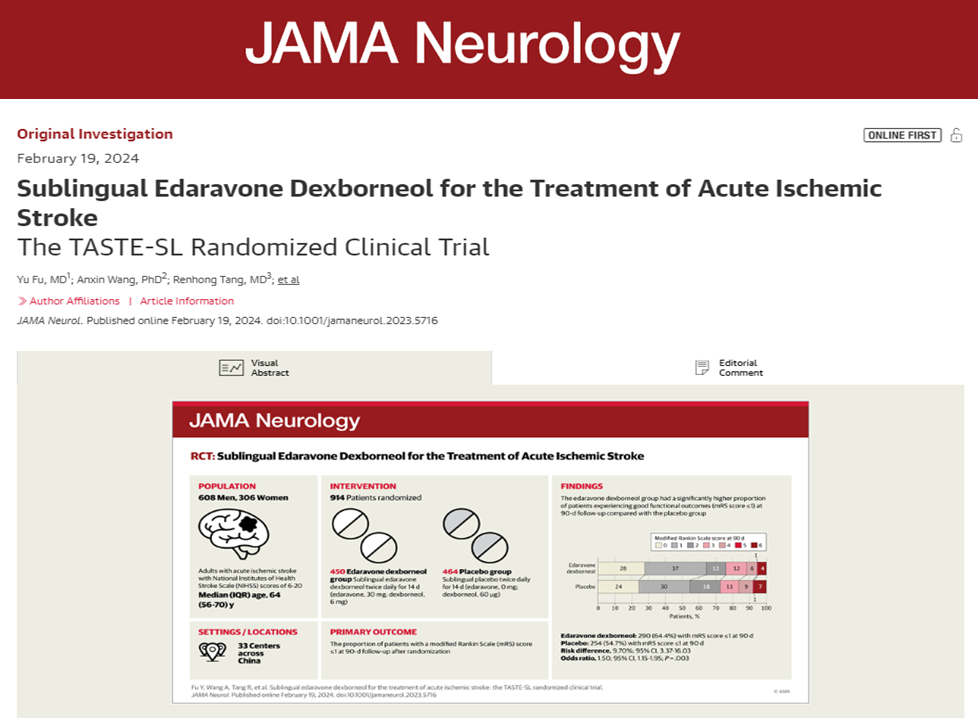 JAMA Neurology
Original Investigation
ONLINE FIRST
February 19, 2024
Sublingual Edaravone Dexborneol for the Treatment of Acute Ischemic
Stroke
The TASTE-SL Randomized Clinical Trial
Yu Fu, MD1; Anxin Wang, PhD2; Renhong Tang, MD3; et al
Author Affiliations | Article Information
JAMA Neurol. Published online February 19, 2024. doi:10.1001/jamaneurol.2023.5716
Visual
Abstract
Editorial
Comment
JAMA Neurology
RCT: Sublingual Edaravone Dexborneol for the Treatment of Acute Ischemic Stroke
POPULATION
608 Men, 306 Women
Adults with acute ischemic stroke
with National Institutes of Health
Stroke Scale (NIHSS) scores of 6-20
Median (IQR) age, 64
(56-70) y
INTERVENTION
914 Patients randomized
450 Edaravone dexborneol
group Sublingual edaravone
dexborneol twice daily for 14 d
(edaravone, 30 mg; dexborneol,
6 mg)
464 Placebo group
Sublingual placebo twice daily
for 14 d (edaravone, 0 mg;
dexborneol, 60 μg)
FINDINGS
The edaravone dexborneol group had a significantly higher proportion
of patients experiencing good functional outcomes (mRS score ≤1) at
90-d follow-up compared with the placebo group
Modified Rankin Scale score at 90 d
0 1 2 3 4 5 6
1
Edaravone
dexborneol
28 37 12 12 6 4
Placebo
24 30 18 11 9 7
1
0 10 20 30 40 50 60 70 80 90 100
Patients, %
Edaravone dexborneol: 290 (64.4%) with mRS score ≤1 at 90 d
Placebo: 254 (54.7%) with mRS score ≤1 at 90 d
Risk difference, 9.70%; 95% CI, 3.37-16.03
Odds ratio, 1.50; 95% CI, 1.15-1.95; P = .003
SETTINGS / LOCATIONS
33 Centers
across
China
PRIMARY OUTCOME
The proportion of patients with a modified Rankin Scale (mRS) score
≤1 at 90-d follow-up after randomization
Fu Y, Wang A, Tang R, et al. Sublingual edaravone dexborneol for the treatment of acute ischemic stroke: the TASTE-SL randomized clinical trial.
JAMA Neurol. Published online February 19, 2024. doi:10.1001/jamaneurol.2023.5716
© AMA